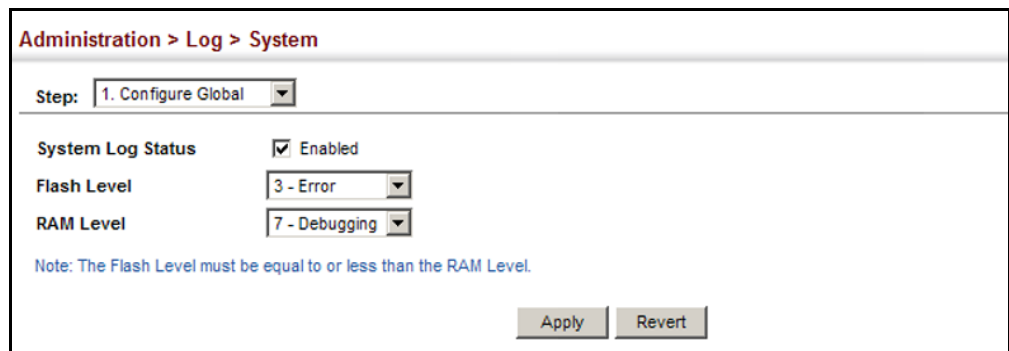 Administration > Log > System
Step: 1. Configure Global
System Log Status Enabled
Flash Level 3 - Error
RAM Level 7 - Debugging
Note: The Flash Level must be equal to or less than the RAM Level.
Apply Revert